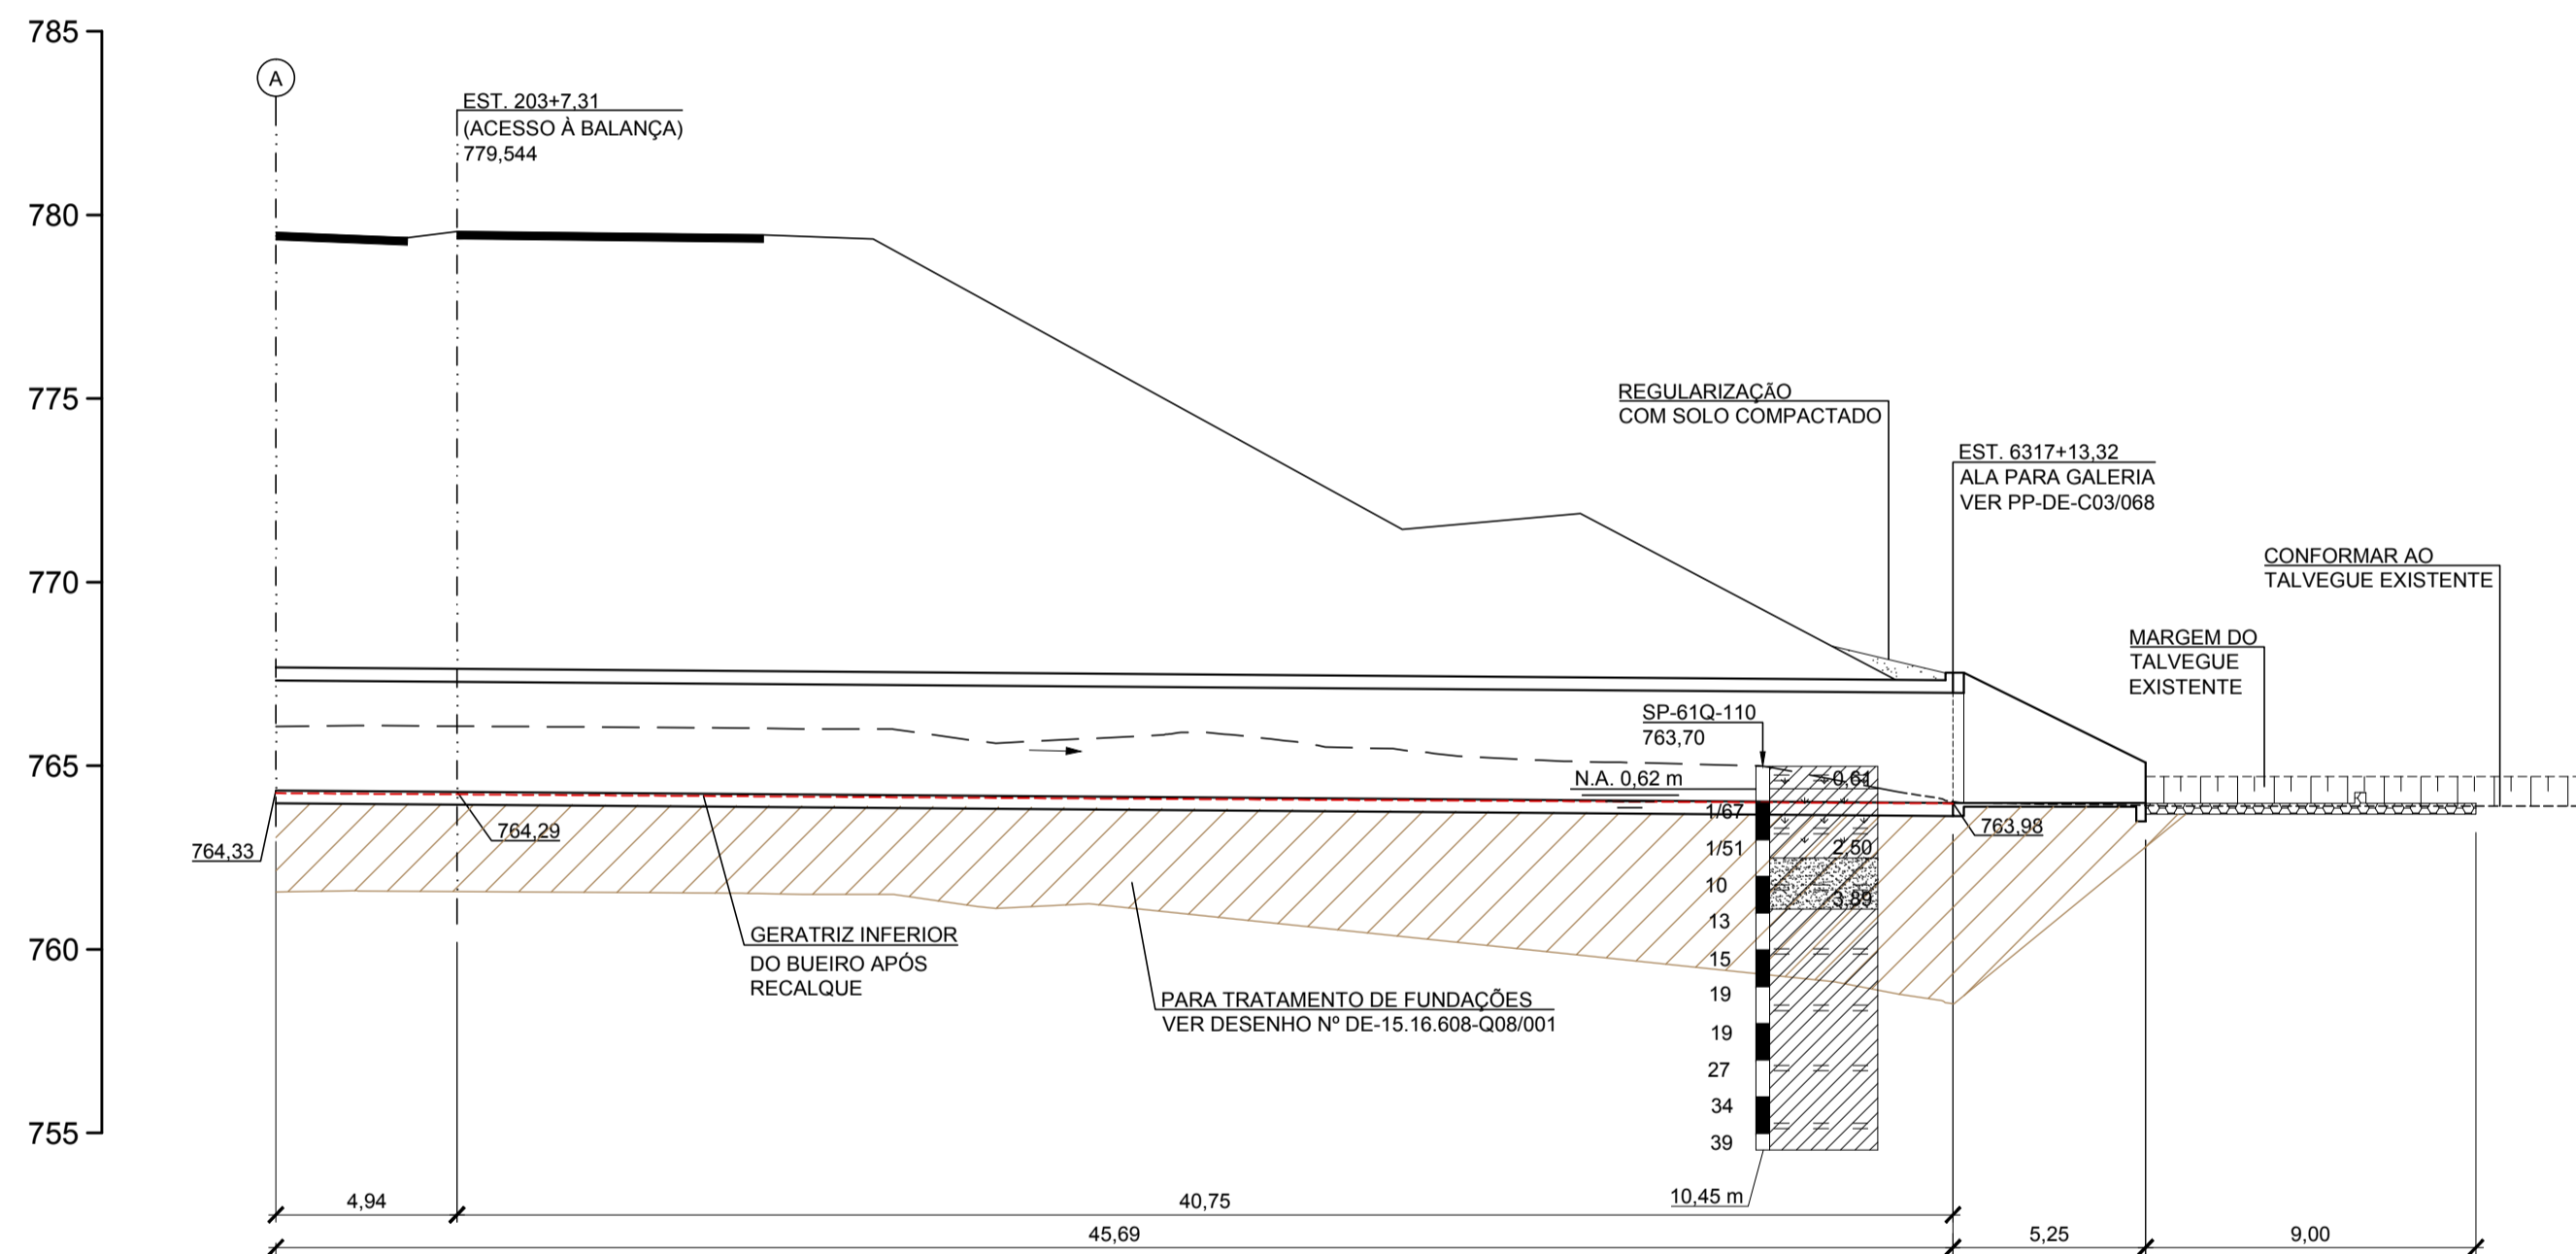 785
780
775
770
765
760
755
A
EST. 203+7,31
(ACESSO À BALANÇA)
779,544
REGULARIZAÇÃO
COM SOLO COMPACTADO
EST. 6317+13,32
ALA PARA GALERIA
VER PP-DE-C03/068
CONFORMAR AO
TALVEGUE EXISTENTE
MARGEM DO
TALVEGUE
EXISTENTE
SP-61Q-110
763,70
N.A. 0,62 m
0,61
1/67
763,98
764,29
764,33
1/51
2,50
10
3,89
13
15
19
19
27
34
39
GERATRIZ INFERIOR
DO BUEIRO APÓS
RECALQUE
PARA TRATAMENTO DE FUNDAÇÕES
VER DESENHO Nº DE-15.16.608-Q08/001
10,45 m
4,94
40,75
45,69
5,25
9,00